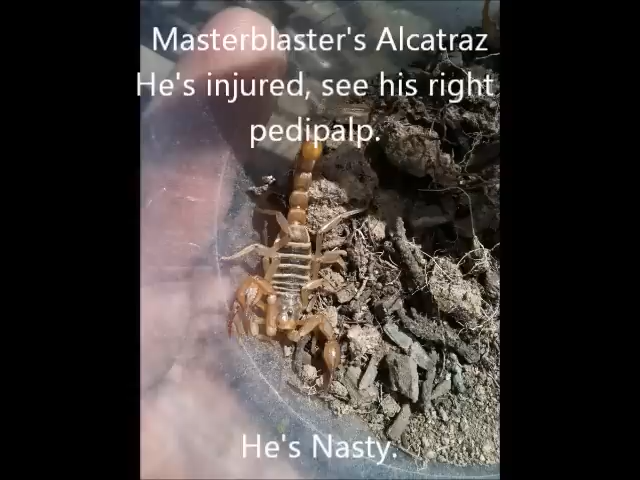 Masterblaster's Alcatraz
He's injured, see his right
pedipalp.
He's Nasty.